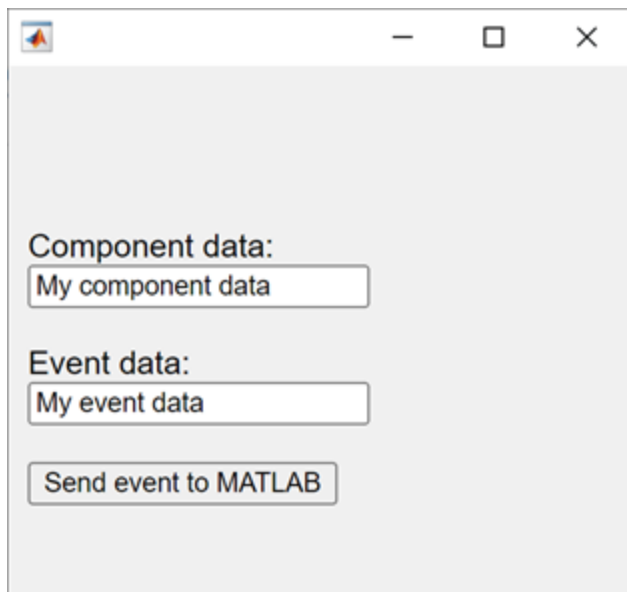 Component data:
My component data
Event data:
My event data
Send event to MATLAB